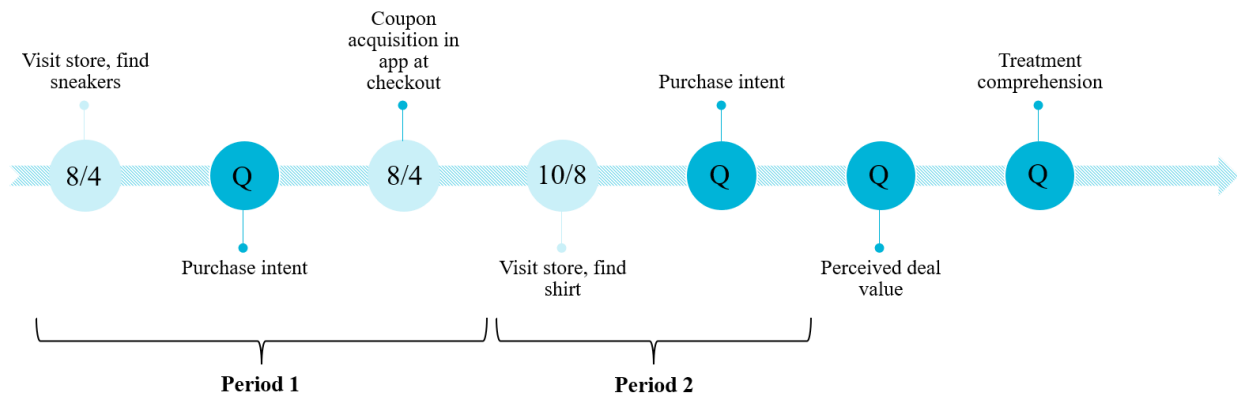 Visit store, find
sneakers
Coupon
acquisition in
app at
checkout
Purchase intent
Treatment
comprehension
8/4
Q
8/4
10/8
Q
Q
Q
Purchase intent
Visit store, find
shirt
Perceived deal
value
Period 1
Period 2